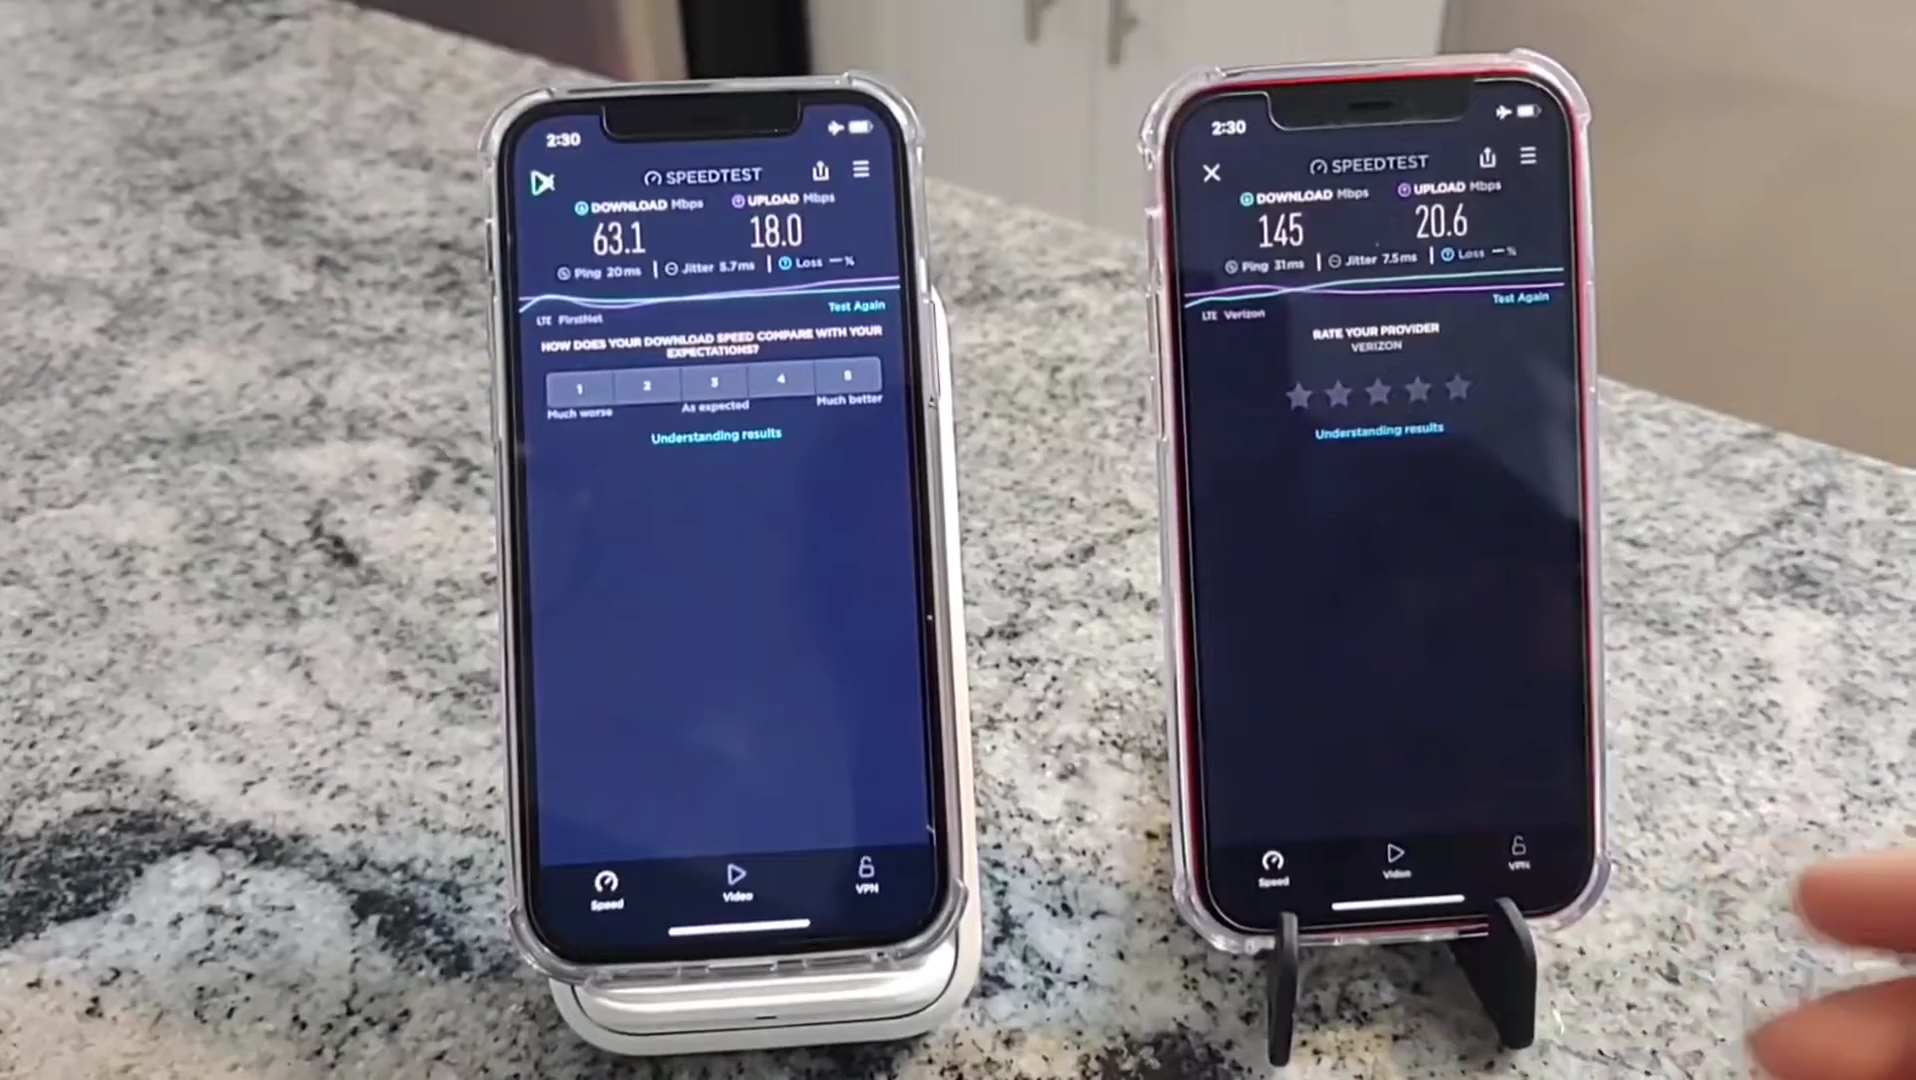 2:30
SPEEDTEST
DOWNLOAD Mbps
UPLOAD Mbps
63.1
18.0
Ping 20ms
Jitter 5.7ms
Loss — %
Test Again
LTE FirstNet
HOW DOES YOUR DOWNLOAD SPEED COMPARE WITH YOUR
EXPECTATIONS?
1 2 3 4 5
Much worse As expected Much better
Understanding results
Speed Video VPN
2:30
SPEEDTEST
DOWNLOAD Mbps
UPLOAD Mbps
145
20.6
Ping 31ms
Jitter 7.5ms
Loss — %
Test Again
LTE Verizon
RATE YOUR PROVIDER
VERIZON
Understanding results
Speed Video VPN